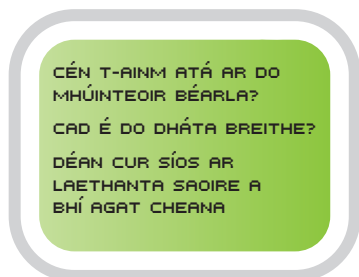 CÉN T-AINM ATÁ AR DO
MHÚINTEOIR BÉARLA?
CAD É DO DHÁTA BREITHE?
DÉAN CUR SÍOS AR
LAETHANTA SAOIRE A
BHÍ AGAT CHEANA